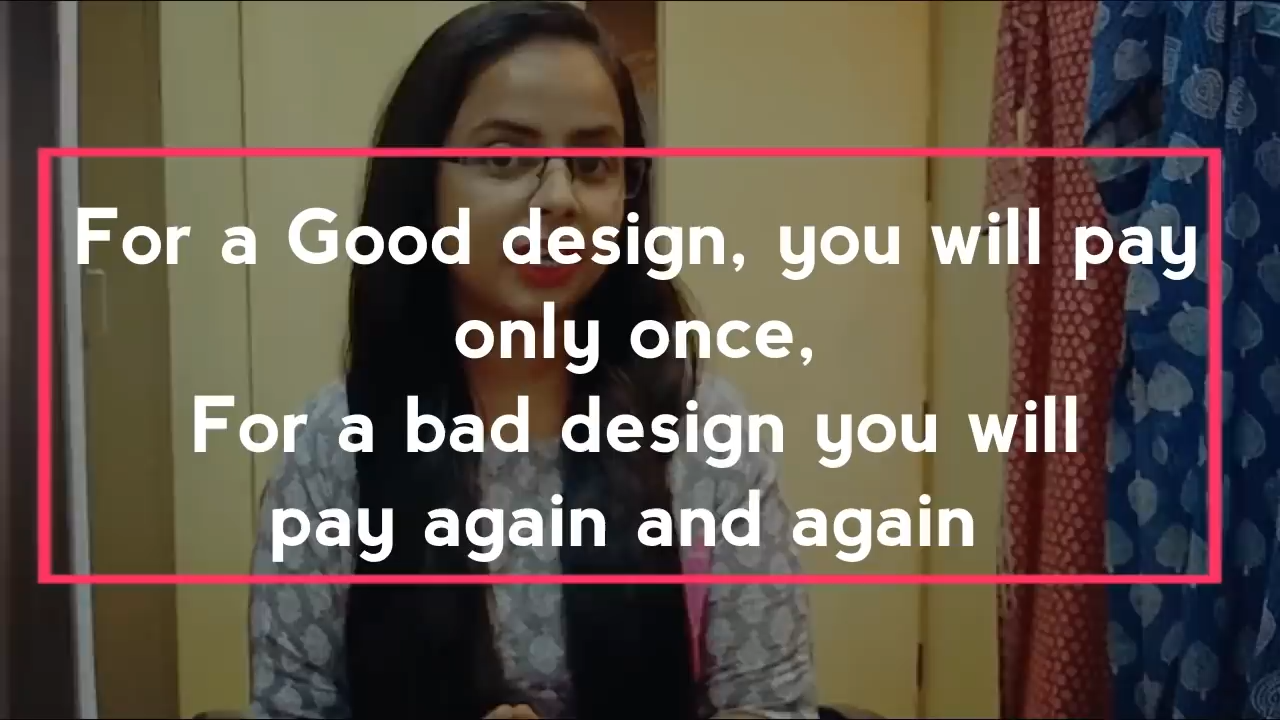 For a Good design, you will pay
only once,
For a bad design you will
pay again and again